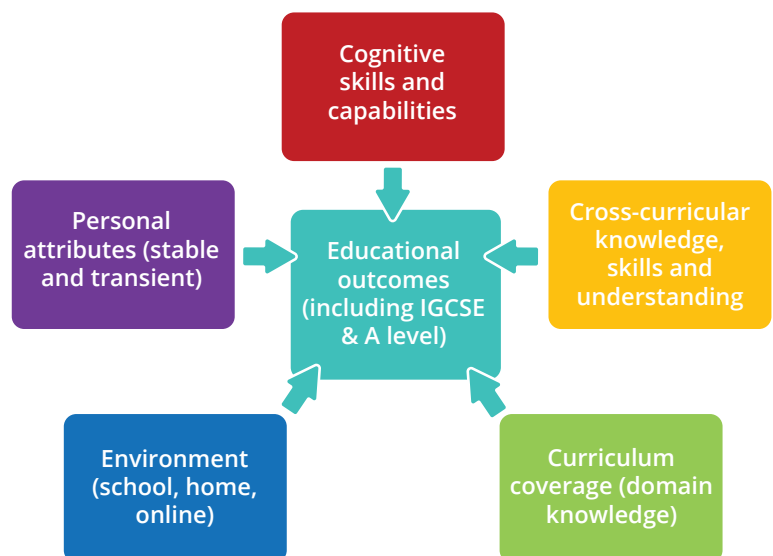 Cognitive
skills and
capabilities
Personal
attributes (stable
and transient)
Educational
outcomes
(including IGCSE
& A level)
Cross-curricular
knowledge,
skills and
understanding
Environment
(school, home,
online)
Curriculum
coverage (domain
knowledge)